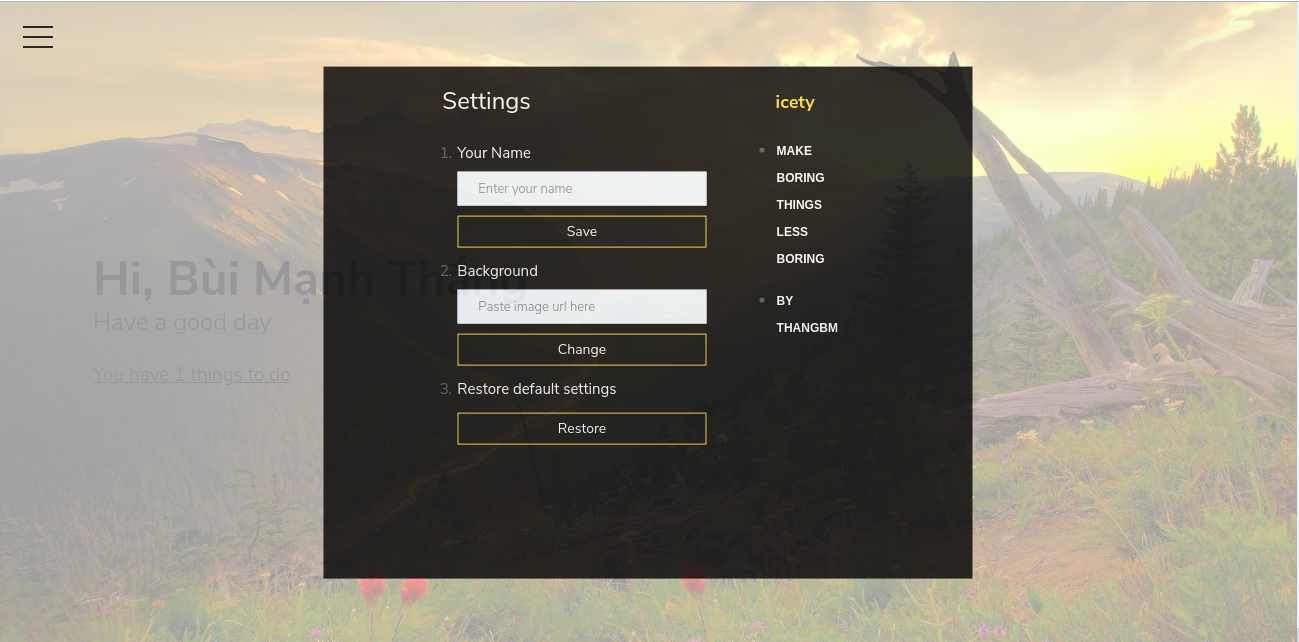 Settings
1. Your Name
Enter your name
Save
2. Background
Paste image url here
Change
3. Restore default settings
Restore
icety
MAKE
BORING
THINGS
LESS
BORING
BY
THANGBM
Hi, Bùi Mạnh Thắng
Have a good day
You have 1 things to do